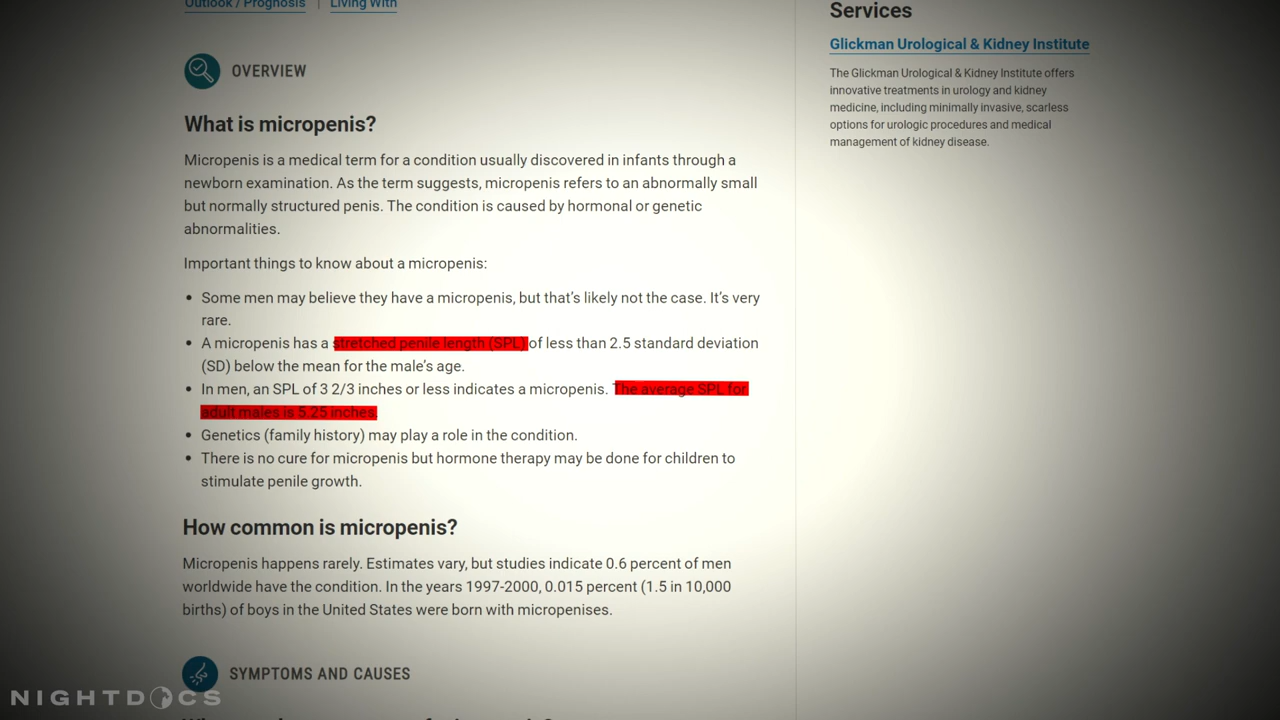 Outlook / Prognosis | Living With
OVERVIEW
What is micropenis?
Micropenis is a medical term for a condition usually discovered in infants through a
newborn examination. As the term suggests, micropenis refers to an abnormally small
but normally structured penis. The condition is caused by hormonal or genetic
abnormalities.
Important things to know about a micropenis:
• Some men may believe they have a micropenis, but that’s likely not the case. It’s very
rare.
• A micropenis has a stretched penile length (SPL) of less than 2.5 standard deviation
(SD) below the mean for the male’s age.
• In men, an SPL of 3 2/3 inches or less indicates a micropenis. The average SPL for
adult males is 5.25 inches.
• Genetics (family history) may play a role in the condition.
• There is no cure for micropenis but hormone therapy may be done for children to
stimulate penile growth.
How common is micropenis?
Micropenis happens rarely. Estimates vary, but studies indicate 0.6 percent of men
worldwide have the condition. In the years 1997-2000, 0.015 percent (1.5 in 10,000
births) of boys in the United States were born with micropenises.
SYMPTOMS AND CAUSES
Services
Glickman Urological & Kidney Institute
The Glickman Urological & Kidney Institute offers
innovative treatments in urology and kidney
medicine, including minimally invasive, scarless
options for urologic procedures and medical
management of kidney disease.
NIGHTDOCS